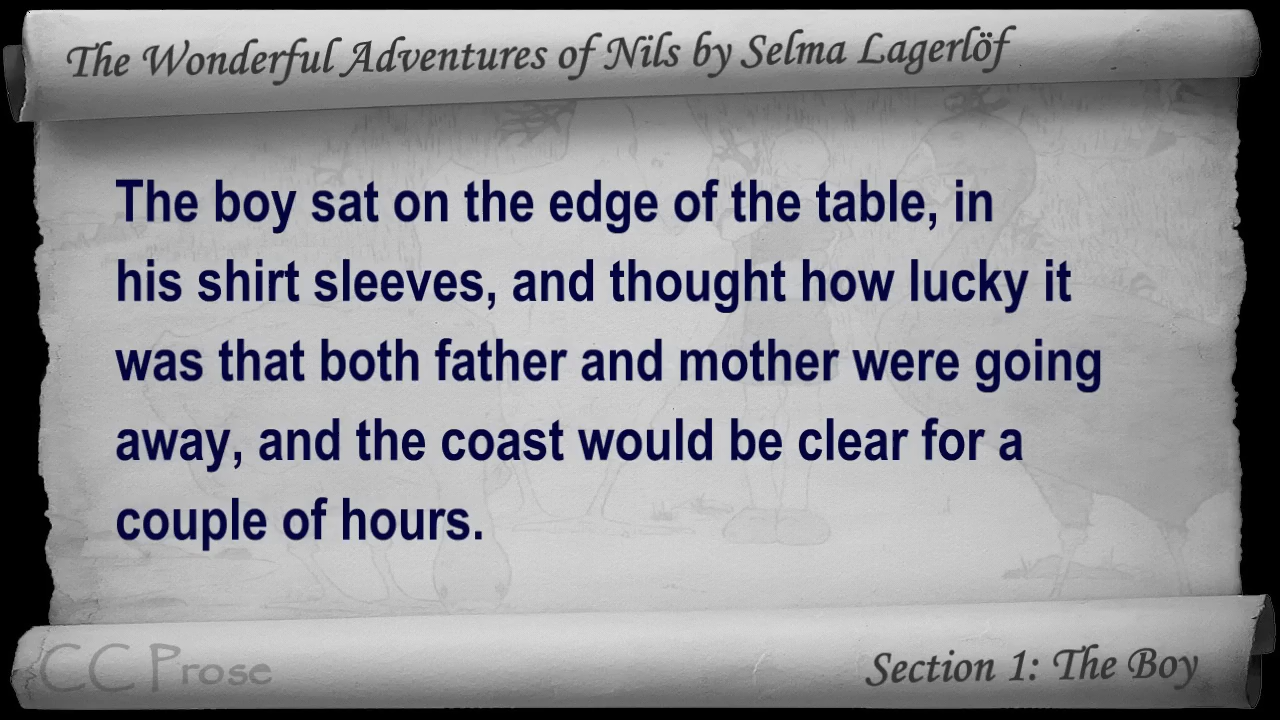 The Wonderful Adventures of Nils by Selma Lagerlöf
The boy sat on the edge of the table, in
his shirt sleeves, and thought how lucky it
was that both father and mother were going
away, and the coast would be clear for a
couple of hours.
CC Prose
Section 1: The Boy